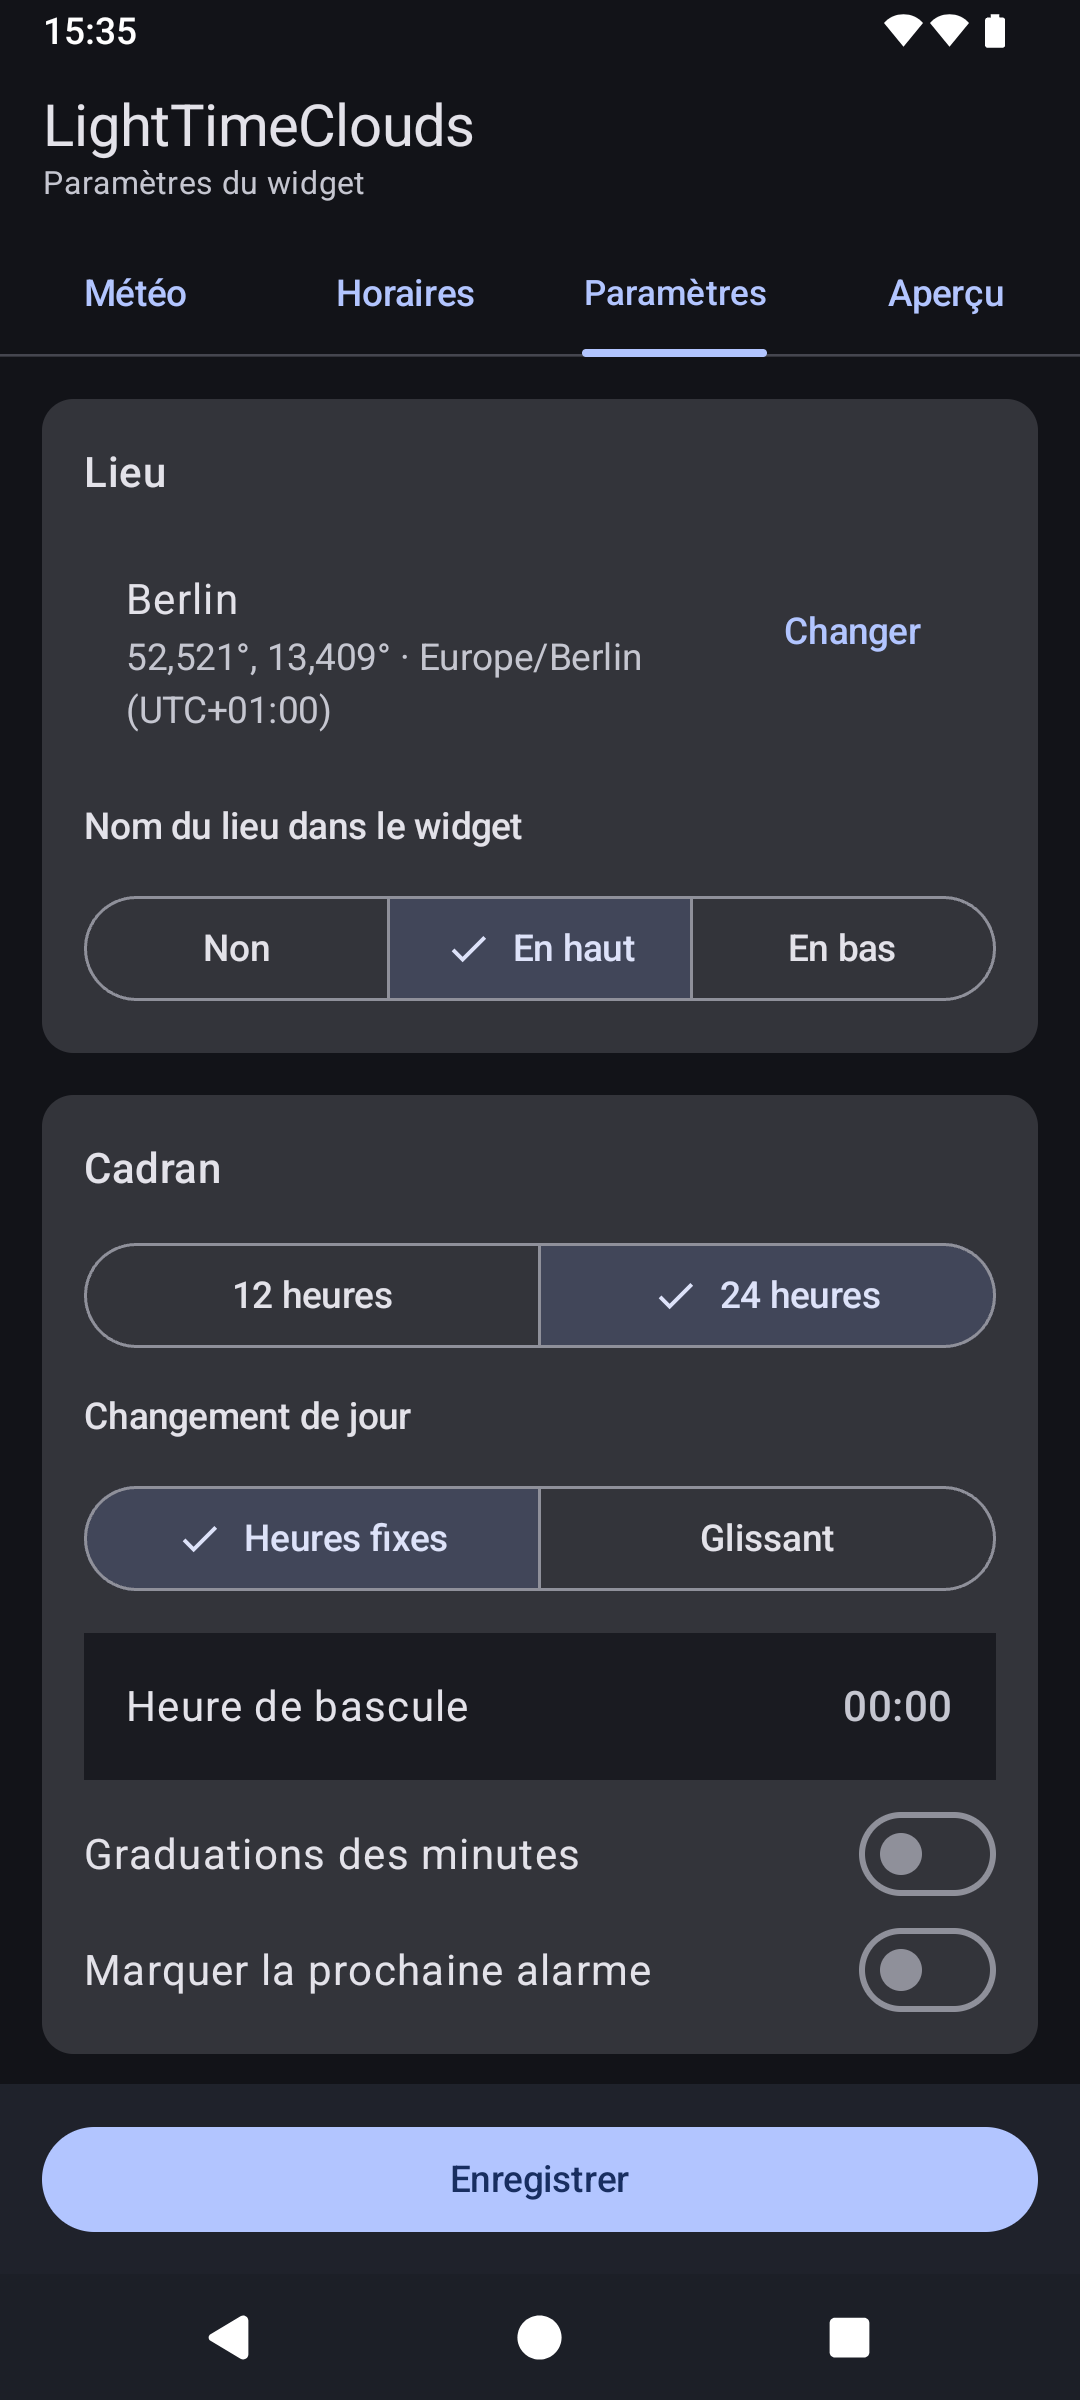 15:35
LightTimeClouds
Paramètres du widget
Météo Horaires Paramètres Aperçu
Lieu
Berlin
52,521°, 13,409° · Europe/Berlin
(UTC+01:00)
Changer
Nom du lieu dans le widget
Non En haut En bas
Cadran
12 heures 24 heures
Changement de jour
Heures fixes Glissant
Heure de bascule 00:00
Graduations des minutes
Marquer la prochaine alarme
Enregistrer